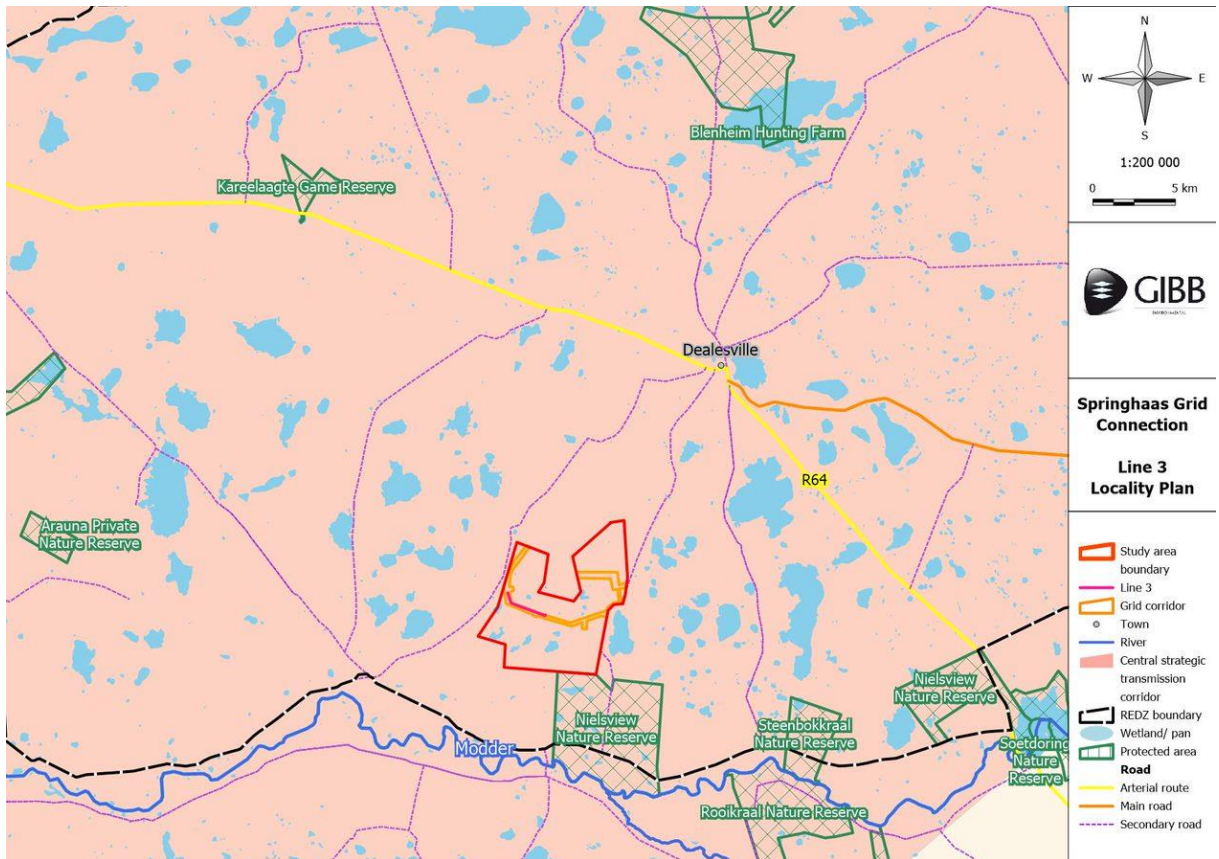 Blenheim Hunting Farm
Kareelaagte Game Reserve
Dealesville
R64
Arauna Private
Nature Reserve
Nielsview
Nature Reserve
Nielsview
Nature Reserve
Steenbokkraal
Nature Reserve
Soetdoring
Nature
Reserve
Modder
Rooikraal Nature Reserve
N
W
E
S
1:200 000
0
5 km
GIBB
Springhaas Grid
Connection
Line 3
Locality Plan
Study area
boundary
Line 3
Grid corridor
Town
River
Central strategic
transmission
corridor
REDZ boundary
Wetland/ pan
Protected area
Road
Arterial route
Main road
Secondary road